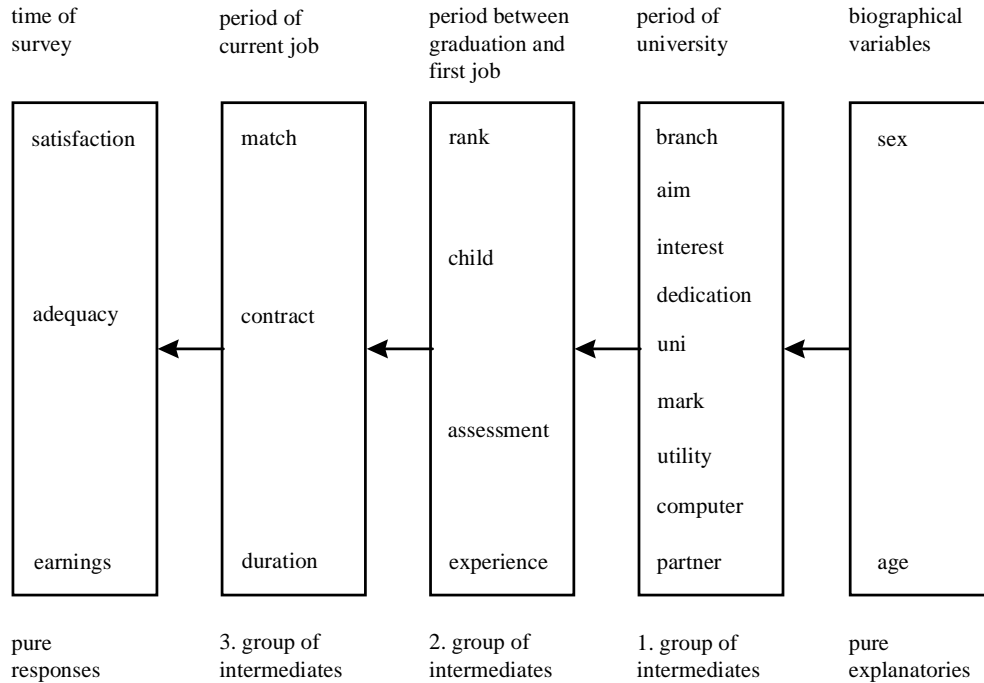 time of
survey
period of
current job
period between
graduation and
first job
period of
university
biographical
variables
satisfaction
adequacy
earnings
match
contract
duration
rank
child
assessment
experience
branch
aim
interest
dedication
uni
mark
utility
computer
partner
sex
age
pure
responses
3. group of
intermediates
2. group of
intermediates
1. group of
intermediates
pure
explanatories